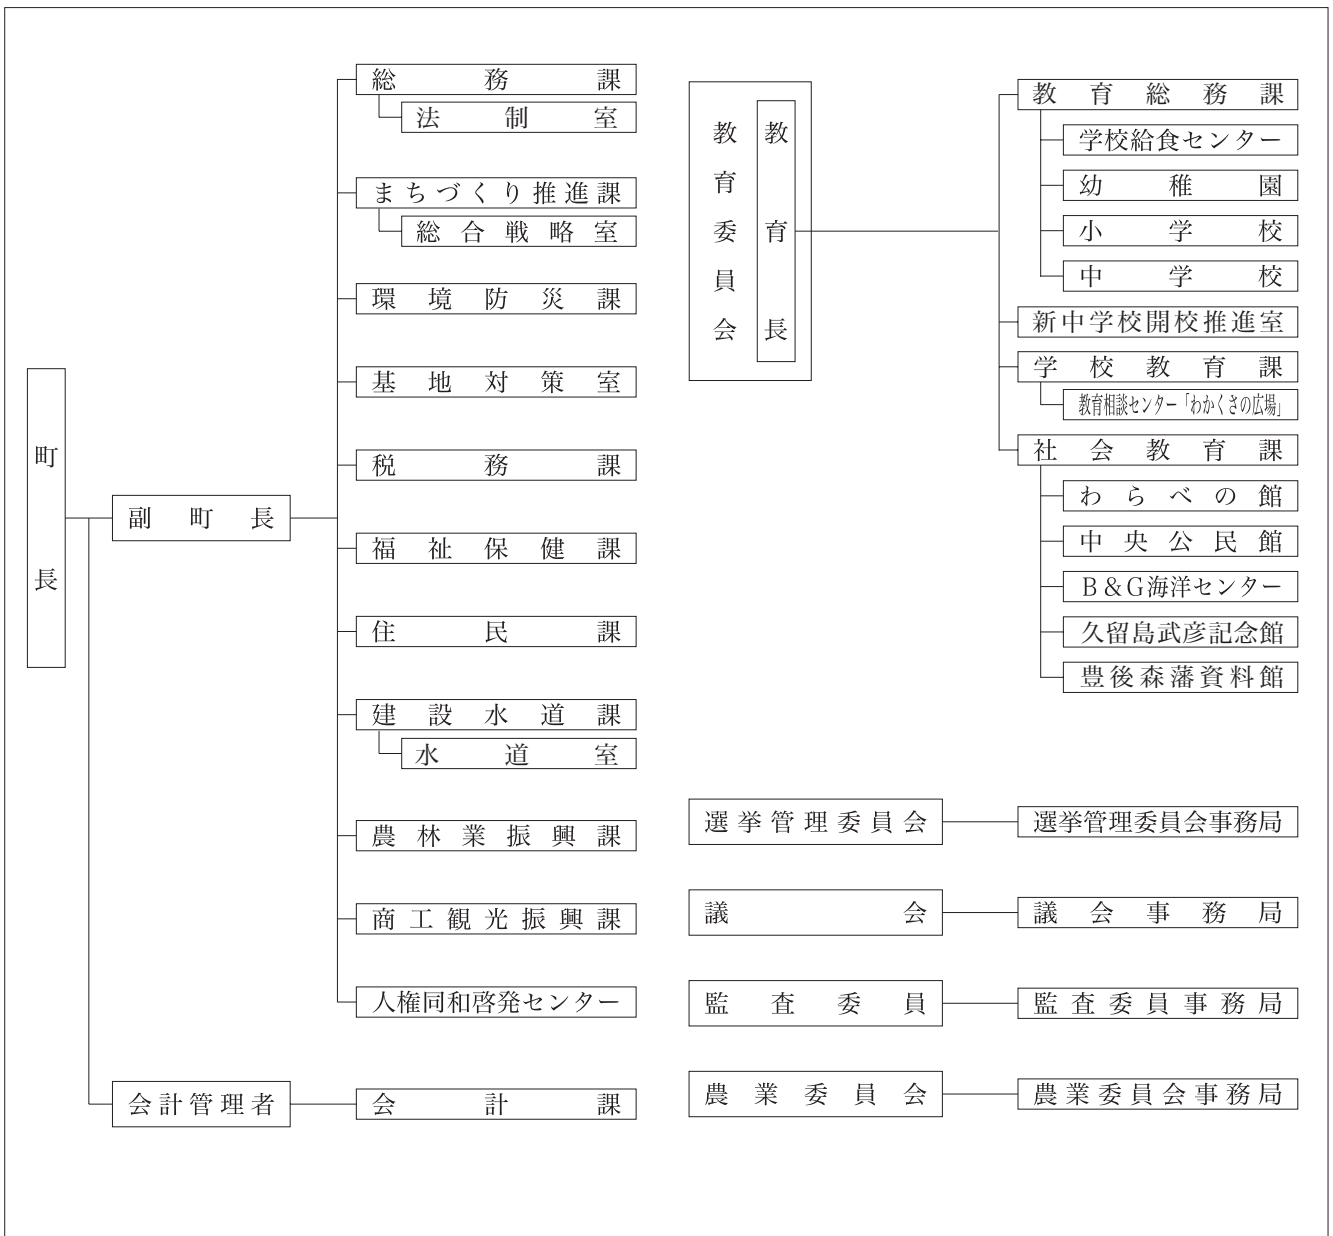 町長
副町長
総務課
法制室
まちづくり推進課
総合戦略室
環境防災課
基地対策室
税務課
福祉保健課
住民課
建設水道課
水道室
農林業振興課
商工観光振興課
人権同和啓発センター
会計管理者
会計課
教育委員会
教育長
教育総務課
学校給食センター
幼稚園
小学校
中学校
新中学校開校推進室
学校教育課
教育相談センター「わかくさの広場」
社会教育課
わらべの館
中央公民館
B&G海洋センター
久留島武彦記念館
豊後森藩資料館
選挙管理委員会
選挙管理委員会事務局
議会
議会事務局
監査委員
監査委員事務局
農業委員会
農業委員会事務局